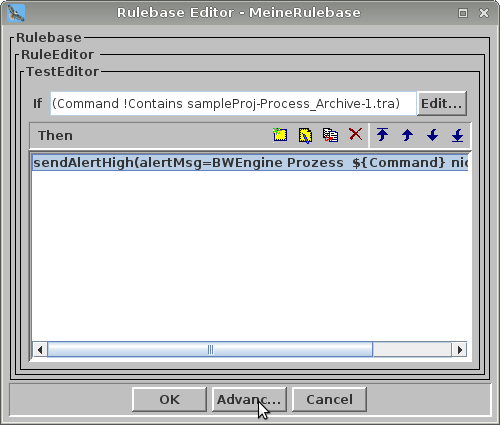 Rulebase Editor - MeineRulebase
Rulebase
RuleEditor
TestEditor
If (Command !Contains sampleProj-Process_Archive-1.tra) Edit...
Then
sendAlertHigh(alertMsg=BWEngine Prozess ${Command} nic
OK Advanc... Cancel